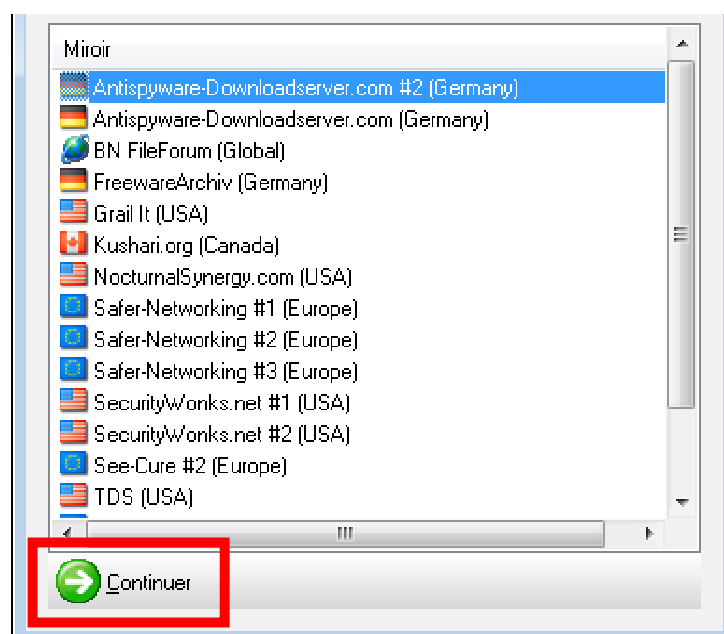 Miroir
Antispyware-Downloadserver.com #2 (Germany)
Antispyware-Downloadserver.com (Germany)
BN FileForum (Global)
FreewareArchiv (Germany)
Grail It (USA)
Kushari.org (Canada)
NocturnalSynergy.com (USA)
Safer-Networking #1 (Europe)
Safer-Networking #2 (Europe)
Safer-Networking #3 (Europe)
SecurityWonks.net #1 (USA)
SecurityWonks.net #2 (USA)
See-Cure #2 (Europe)
TDS (USA)
Continuer